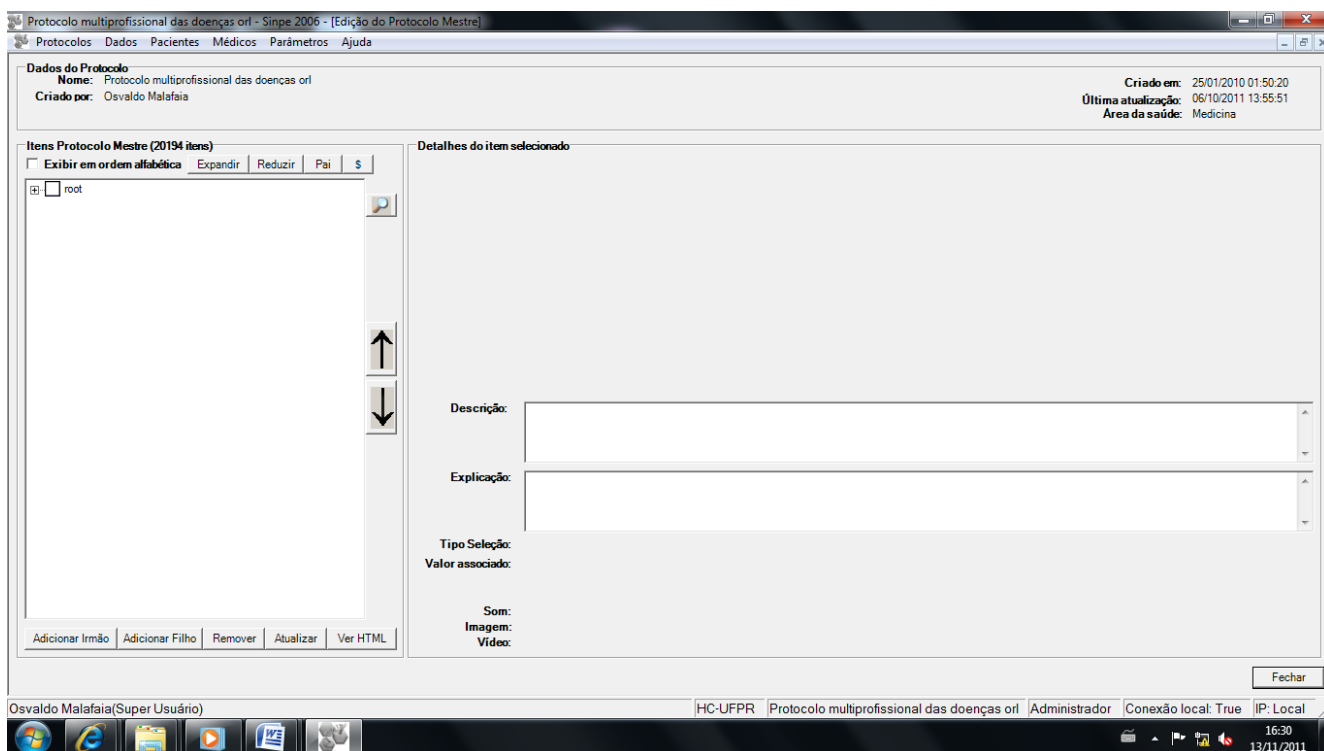 Protocolo multiprofissional das doenças orl - Sinpe 2006 - [Edição do Protocolo Mestre]
Protocolos Dados Pacientes Médicos Parâmetros Ajuda
Dados do Protocolo
Nome: Protocolo multiprofissional das doenças orl
Criado por: Osvaldo Malafaia
Criado em: 25/01/2010 01:50:20
Última atualização: 06/10/2011 13:55:51
Área da saúde: Medicina
Itens Protocolo Mestre (20194 itens)
Exibir em ordem alfabética Expandir Reduzir Pai $
root
Adicionar Irmão Adicionar Filho Remover Atualizar Ver HTML
Detalhes do item selecionado
Descrição:
Explicação:
Tipo Seleção:
Valor associado:
Som:
Imagem:
Vídeo:
Fechar
Osvaldo Malafaia(Super Usuário) HC-UFPR Protocolo multiprofissional das doenças orl Administrador Conexão local: True IP: Local
16:30
13/11/2011